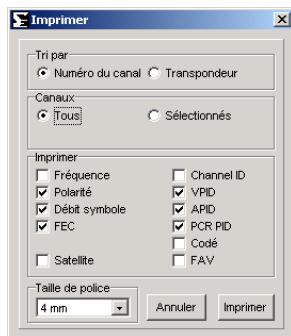 Imprimer
Tri par
Numéro du canal Transpondeur
Canaux
Tous Sélectionnés
Imprimer
Fréquence Channel ID
Polarité VPID
Débit symbole APID
FEC PCR PID
Codé
Satellite FAV
Taille de police
4 mm Annuler Imprimer